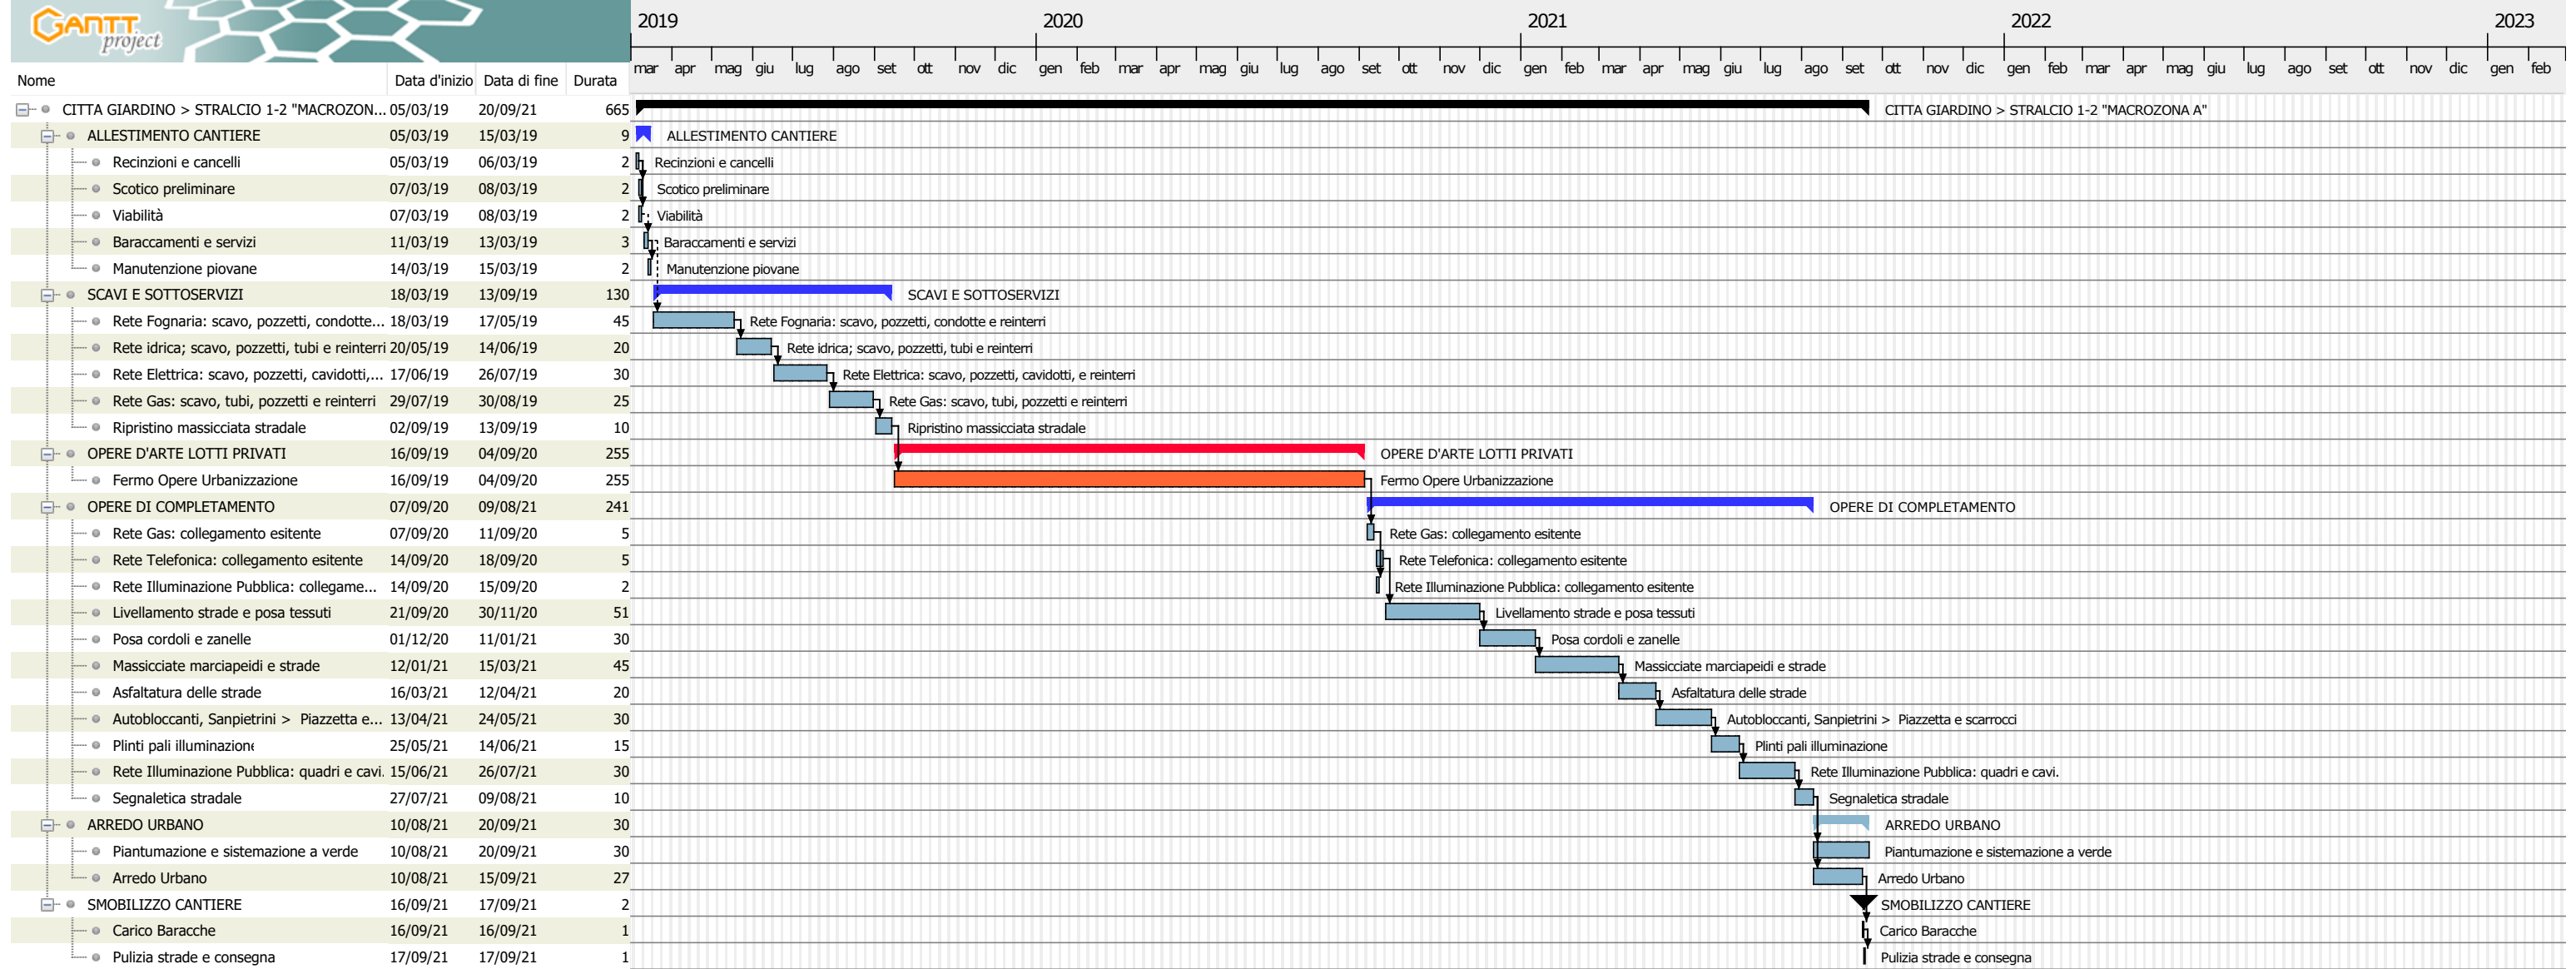 GANTT
project
2019 2020 2021 2022 2023
Nome Data d'inizio Data di fine Durata mar apr mag giu lug ago set ott nov dic gen feb mar apr mag giu lug ago set ott nov dic gen feb mar apr mag giu lug ago set ott nov dic gen feb mar apr mag giu lug ago set ott nov dic gen feb
CITTA GIARDINO > STRALCIO 1-2 "MACROZON... 05/03/19 20/09/21 665 CITTA GIARDINO > STRALCIO 1-2 "MACROZONA A"
ALLESTIMENTO CANTIERE 05/03/19 15/03/19 9 ALLESTIMENTO CANTIERE
Recinzioni e cancelli 05/03/19 06/03/19 2 Recinzioni e cancelli
Scotico preliminare 07/03/19 08/03/19 2 Scotico preliminare
Viabilità 07/03/19 08/03/19 2 Viabilità
Baraccamenti e servizi 11/03/19 13/03/19 3 Baraccamenti e servizi
Manutenzione piovane 14/03/19 15/03/19 2 Manutenzione piovane
SCAVI E SOTTOSERVIZI 18/03/19 13/09/19 130 SCAVI E SOTTOSERVIZI
Rete Fognaria: scavo, pozzetti, condotte... 18/03/19 17/05/19 45 Rete Fognaria: scavo, pozzetti, condotte e reinterri
Rete idrica; scavo, pozzetti, tubi e reinterri 20/05/19 14/06/19 20 Rete idrica; scavo, pozzetti, tubi e reinterri
Rete Elettrica: scavo, pozzetti, cavidotti,... 17/06/19 26/07/19 30 Rete Elettrica: scavo, pozzetti, cavidotti, e reinterri
Rete Gas: scavo, tubi, pozzetti e reinterri 29/07/19 30/08/19 25 Rete Gas: scavo, tubi, pozzetti e reinterri
Ripristino massicciata stradale 02/09/19 13/09/19 10 Ripristino massicciata stradale
OPERE D'ARTE LOTTI PRIVATI 16/09/19 04/09/20 255 OPERE D'ARTE LOTTI PRIVATI
Fermo Opere Urbanizzazione 16/09/19 04/09/20 255 Fermo Opere Urbanizzazione
OPERE DI COMPLETAMENTO 07/09/20 09/08/21 241 OPERE DI COMPLETAMENTO
Rete Gas: collegamento esitente 07/09/20 11/09/20 5 Rete Gas: collegamento esitente
Rete Telefonica: collegamento esitente 14/09/20 18/09/20 5 Rete Telefonica: collegamento esitente
Rete Illuminazione Pubblica: collegame... 14/09/20 15/09/20 2 Rete Illuminazione Pubblica: collegamento esitente
Livellamento strade e posa tessuti 21/09/20 30/11/20 51 Livellamento strade e posa tessuti
Posa cordoli e zanelle 01/12/20 11/01/21 30 Posa cordoli e zanelle
Massicciate marciapeidi e strade 12/01/21 15/03/21 45 Massicciate marciapeidi e strade
Asfaltatura delle strade 16/03/21 12/04/21 20 Asfaltatura delle strade
Autobloccanti, Sanpietrini > Piazzetta e... 13/04/21 24/05/21 30 Autobloccanti, Sanpietrini > Piazzetta e scarrocci
Plinti pali illuminazione 25/05/21 14/06/21 15 Plinti pali illuminazione
Rete Illuminazione Pubblica: quadri e cavi. 15/06/21 26/07/21 30 Rete Illuminazione Pubblica: quadri e cavi.
Segnaletica stradale 27/07/21 09/08/21 10 Segnaletica stradale
ARREDO URBANO 10/08/21 20/09/21 30 ARREDO URBANO
Piantumazione e sistemazione a verde 10/08/21 20/09/21 30 Piantumazione e sistemazione a verde
Arredo Urbano 10/08/21 15/09/21 27 Arredo Urbano
SMOBILIZZO CANTIERE 16/09/21 17/09/21 2 SMOBILIZZO CANTIERE
Carico Baracche 16/09/21 16/09/21 1 Carico Baracche
Pulizia strade e consegna 17/09/21 17/09/21 1 Pulizia strade e consegna